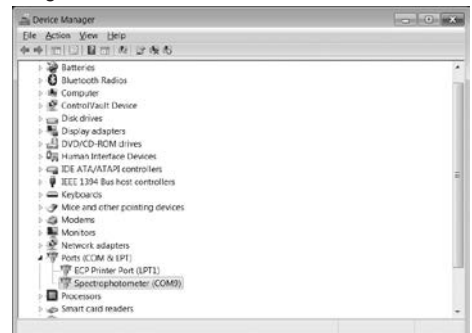 Device Manager
File Action View Help
Batteries
Bluetooth Radios
Computer
ControlVault Device
Disk drives
Display adapters
DVD/CD-ROM drives
Human Interface Devices
IDE ATA/ATAPI controllers
IEEE 1394 Bus host controllers
Keyboards
Mice and other pointing devices
Modems
Monitors
Network adapters
Ports (COM & LPT)
ECP Printer Port (LPT1)
Spectrophotometer (COM9)
Processors
Smart card readers